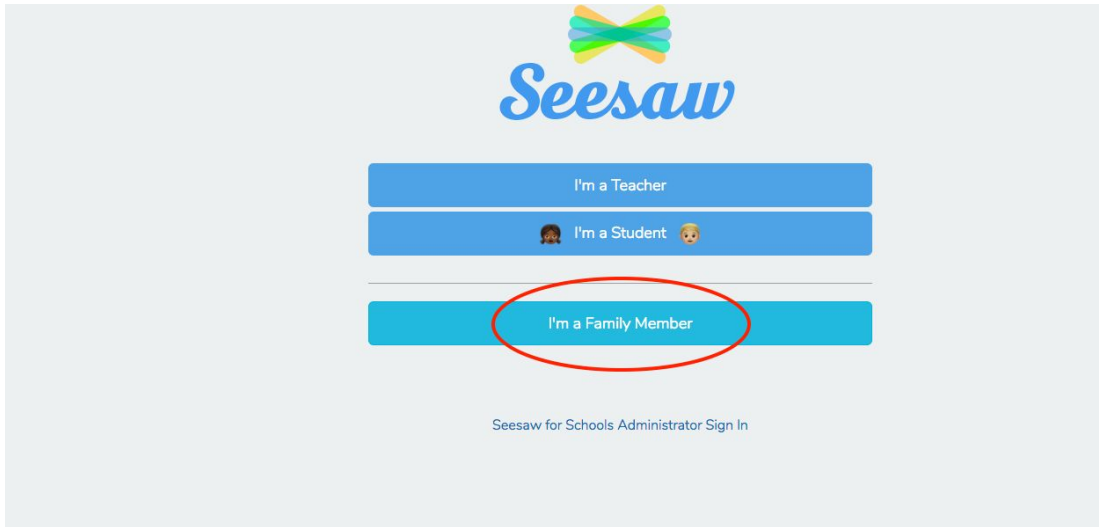 Seesaw
I'm a Teacher
I'm a Student
I'm a Family Member
Seesaw for Schools Administrator Sign In